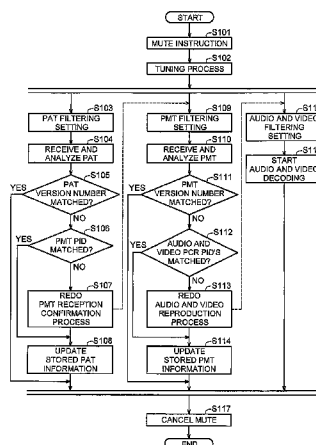 START
S101
MUTE INSTRUCTION
S102
TUNING PROCESS
S103
PAT FILTERING
SETTING
S104
RECEIVE AND
ANALYZE PAT
S105
PAT
VERSION NUMBER
MATCHED?
YES
NO
S106
PMT PID
MATCHED?
YES
NO
S107
REDO
PMT RECEPTION
CONFIRMATION
PROCESS
S108
UPDATE
STORED PAT
INFORMATION
S109
PMT FILTERING
SETTING
S110
RECEIVE AND
ANALYZE PMT
S111
PMT
VERSION NUMBER
MATCHED?
YES
NO
S112
AUDIO AND
VIDEO PCR PID'S
MATCHED?
YES
NO
S113
REDO
AUDIO AND VIDEO
REPRODUCTION
PROCESS
S114
UPDATE
STORED PMT
INFORMATION
AUDIO AND VIDEO
FILTERING
SETTING
START
AUDIO AND VIDEO
DECODING
S117
CANCEL MUTE
END